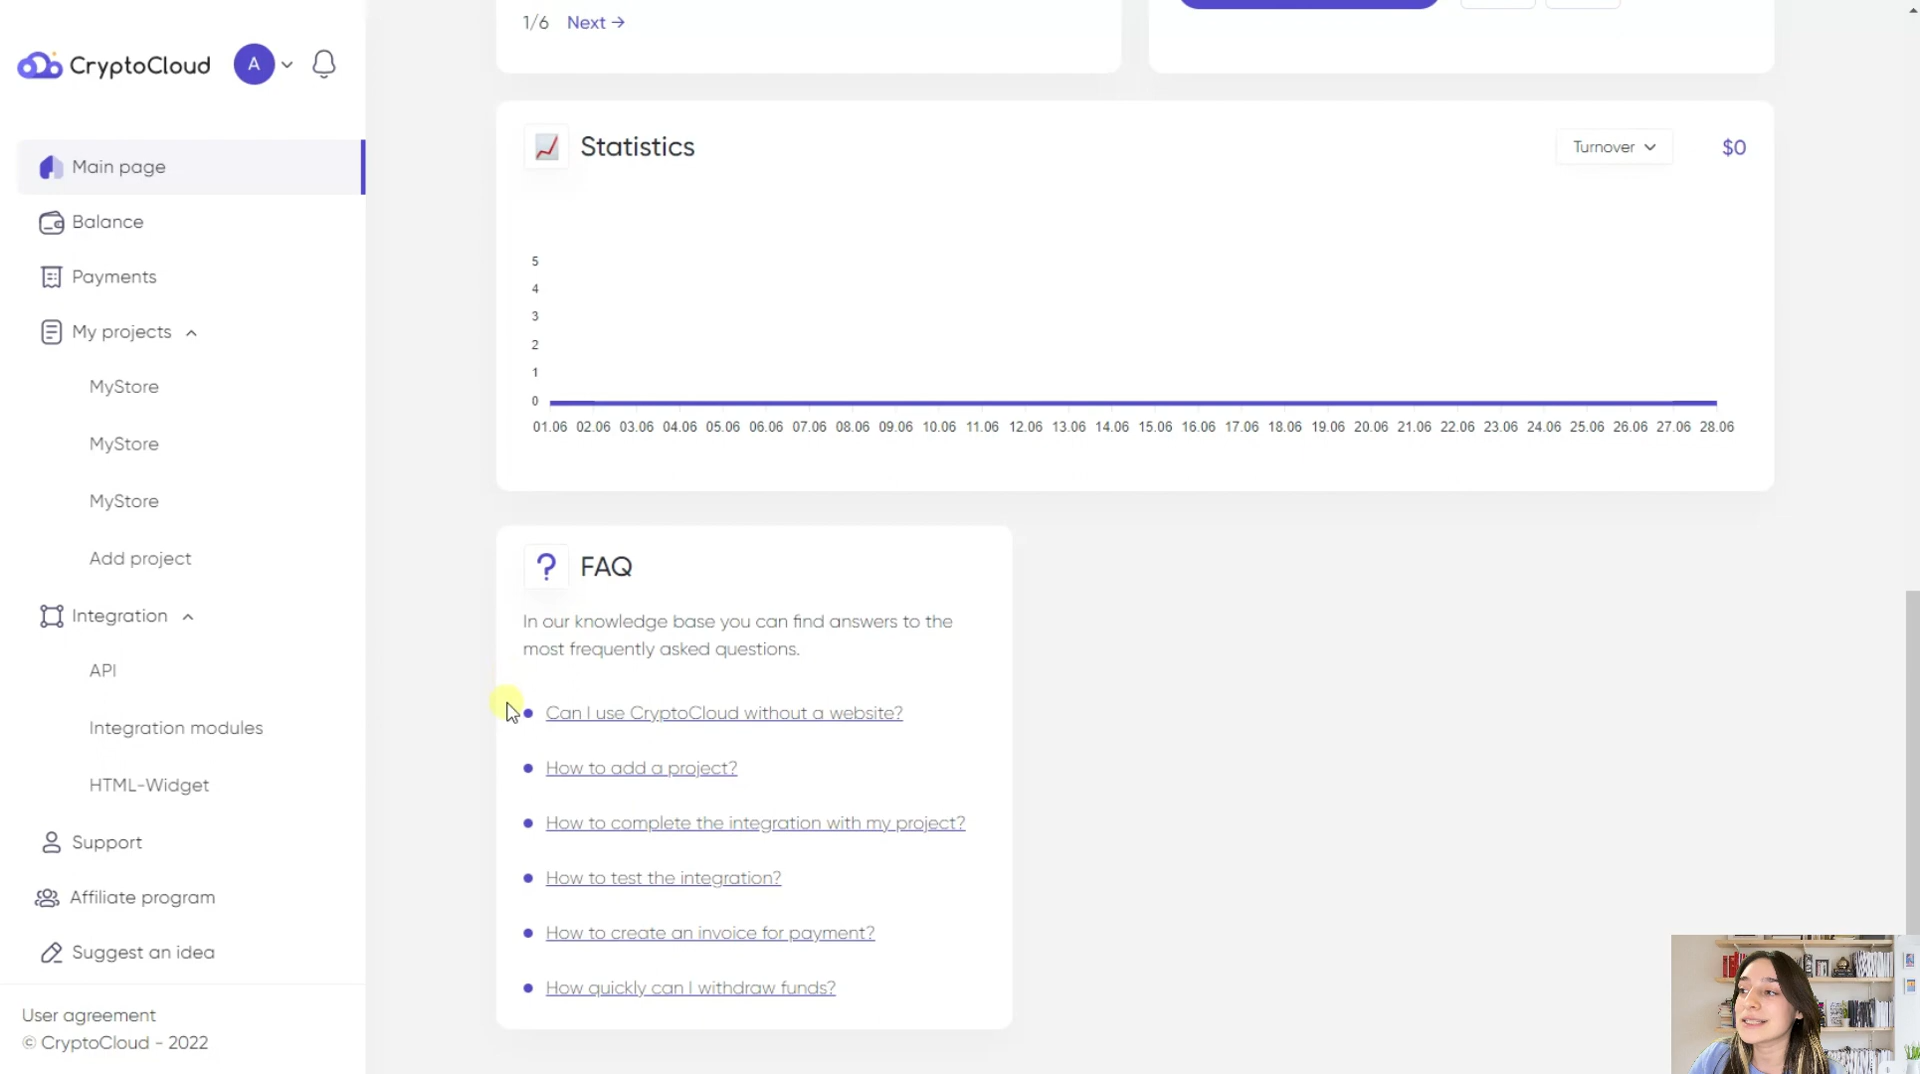 CryptoCloud
A
Main page
Balance
Payments
My projects
MyStore
MyStore
MyStore
Add project
Integration
API
Integration modules
HTML-Widget
Support
Affiliate program
Suggest an idea
User agreement
© CryptoCloud - 2022
1/6 Next →
Statistics
Turnover
$0
5
4
3
2
1
0
01.06 02.06 03.06 04.06 05.06 06.06 07.06 08.06 09.06 10.06 11.06 12.06 13.06 14.06 15.06 16.06 17.06 18.06 19.06 20.06 21.06 22.06 23.06 24.06 25.06 26.06 27.06 28.06
? FAQ
In our knowledge base you can find answers to the
most frequently asked questions.
Can I use CryptoCloud without a website?
How to add a project?
How to complete the integration with my project?
How to test the integration?
How to create an invoice for payment?
How quickly can I withdraw funds?